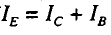 I_E = I_C + I_B